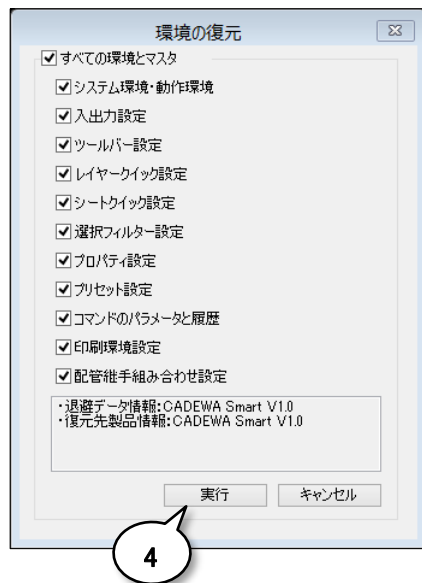 環境の復元
すべての環境とマスタ
システム環境・動作環境
入出力設定
ツールバー設定
レイヤークイック設定
シートクイック設定
選択フィルター設定
プロパティ設定
プリセット設定
コマンドのパラメータと履歴
印刷環境設定
配管継手組み合わせ設定
・退避データ情報:CADEWA Smart V1.0
・復元先製品情報:CADEWA Smart V1.0
実行 キャンセル
4